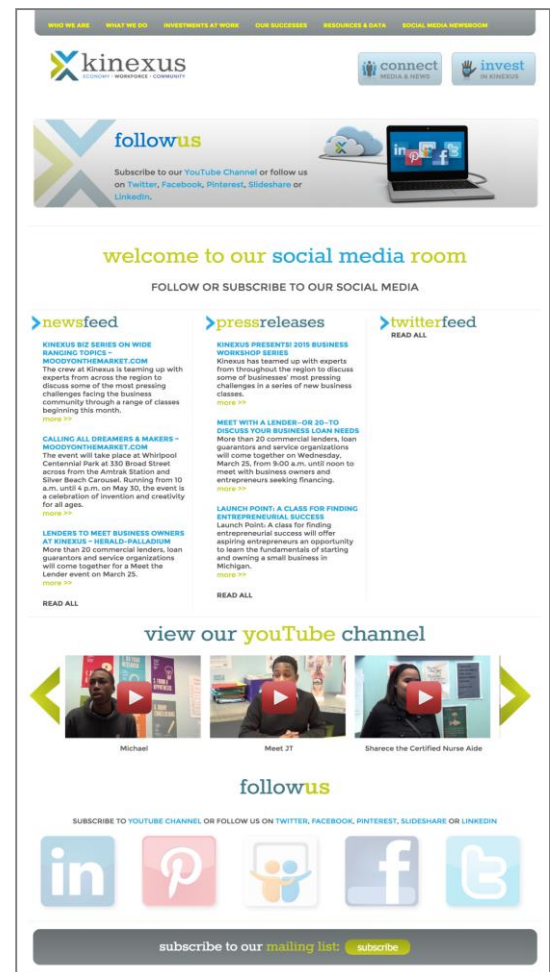 WHO WE ARE WHAT WE DO INVESTMENTS AT WORK OUR SUCCESSES RESOURCES & DATA SOCIAL MEDIA NEWSROOM
kinexus
ECONOMY · WORKFORCE · COMMUNITY
connect
MEDIA & NEWS
invest
IN KINEXUS
followus
Subscribe to our YouTube Channel or follow us
on Twitter, Facebook, Pinterest, Slideshare or
LinkedIn.
welcome to our social media room
FOLLOW OR SUBSCRIBE TO OUR SOCIAL MEDIA
newsfeed
KINEXUS BIZ SERIES ON WIDE
RANGING TOPICS –
MOODYONTHEMARKET.COM
The crew at Kinexus is teaming up with
experts from across the region to
discuss some of the most pressing
challenges facing the business
community through a range of classes
beginning this month.
more >>
CALLING ALL DREAMERS & MAKERS –
MOODYONTHEMARKET.COM
The event will take place at Whirlpool
Centennial Park at 330 Broad Street
across from the Amtrak Station and
Silver Beach Carousel. Running from 10
a.m. until 4 p.m. on May 30, the event is
a celebration of invention and creativity
for all ages.
more >>
LENDERS TO MEET BUSINESS OWNERS
AT KINEXUS – HERALD-PALLADIUM
More than 20 commercial lenders, loan
guarantors and service organizations
will come together for a Meet the
Lender event on March 25.
more >>
READ ALL
pressreleases
KINEXUS PRESENTS! 2015 BUSINESS
WORKSHOP SERIES
Kinexus has teamed up with experts
from throughout the region to discuss
some of businesses' most pressing
challenges in a series of new business
classes.
more >>
MEET WITH A LENDER–OR 20–TO
DISCUSS YOUR BUSINESS LOAN NEEDS
More than 20 commercial lenders, loan
guarantors and service organizations
will come together on Wednesday,
March 25, from 9:00 a.m. until noon to
meet with business owners and
entrepreneurs seeking financing.
more >>
LAUNCH POINT: A CLASS FOR FINDING
ENTREPRENEURIAL SUCCESS
Launch Point: A class for finding
entrepreneurial success will offer
aspiring entrepreneurs an opportunity
to learn the fundamentals of starting
and owning a small business in
Michigan.
more >>
READ ALL
twitterfeed
READ ALL
view our youTube channel
Michael
Meet JT
Sharece the Certified Nurse Aide
followus
SUBSCRIBE TO YOUTUBE CHANNEL OR FOLLOW US ON TWITTER, FACEBOOK, PINTEREST, SLIDESHARE OR LINKEDIN
subscribe to our mailing list: subscribe